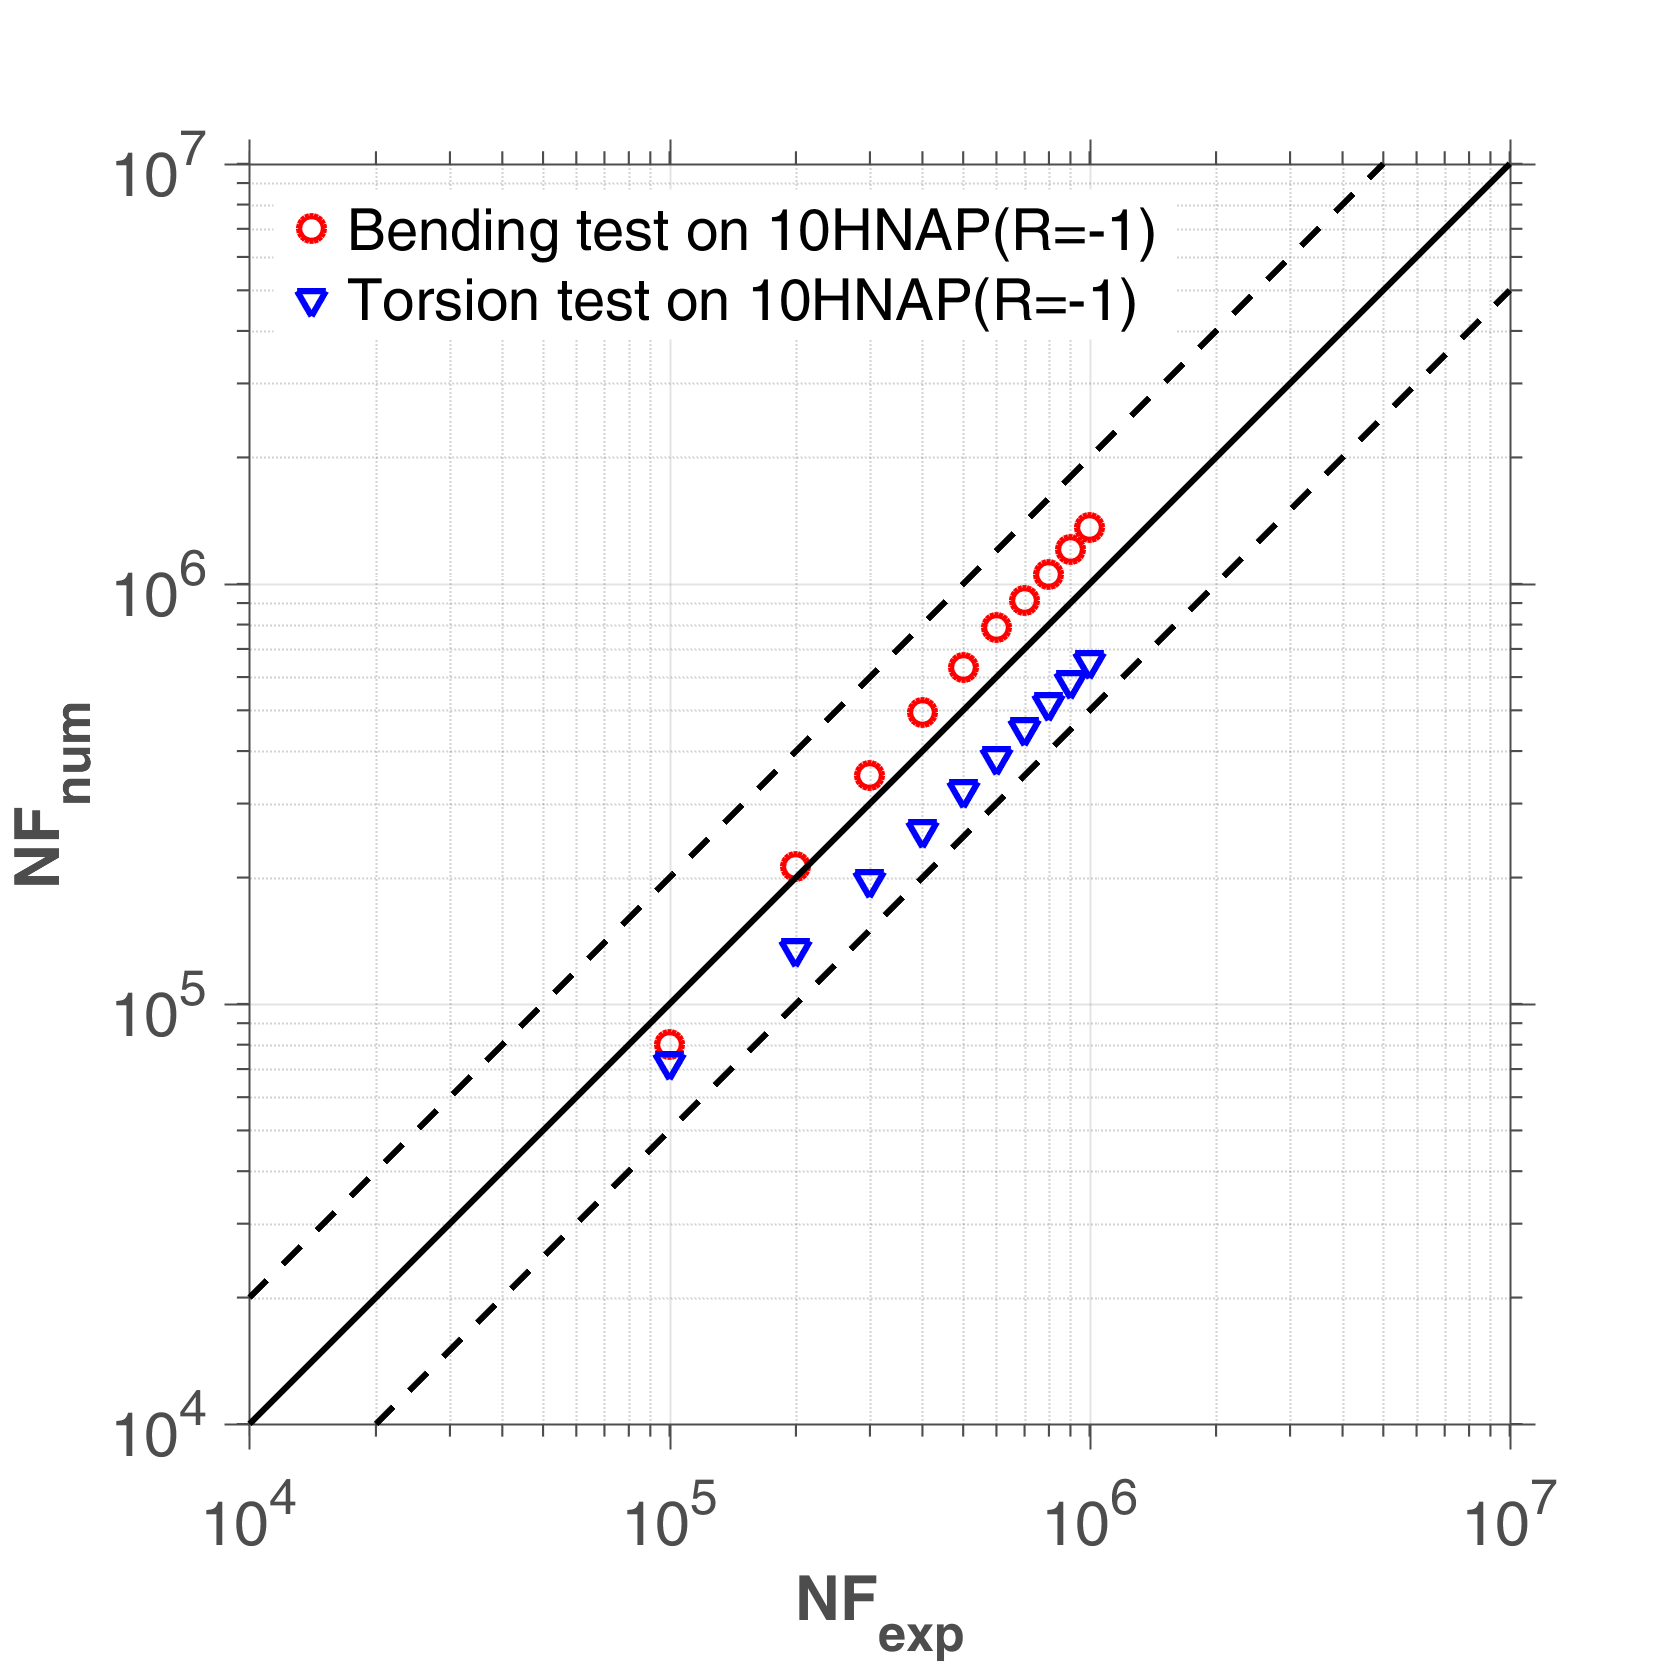 10^7
Bending test on 10HNAP(R=-1)
Torsion test on 10HNAP(R=-1)
10^6
NF_num
10^5
10^4
10^4 10^5 10^6 10^7
NF_exp